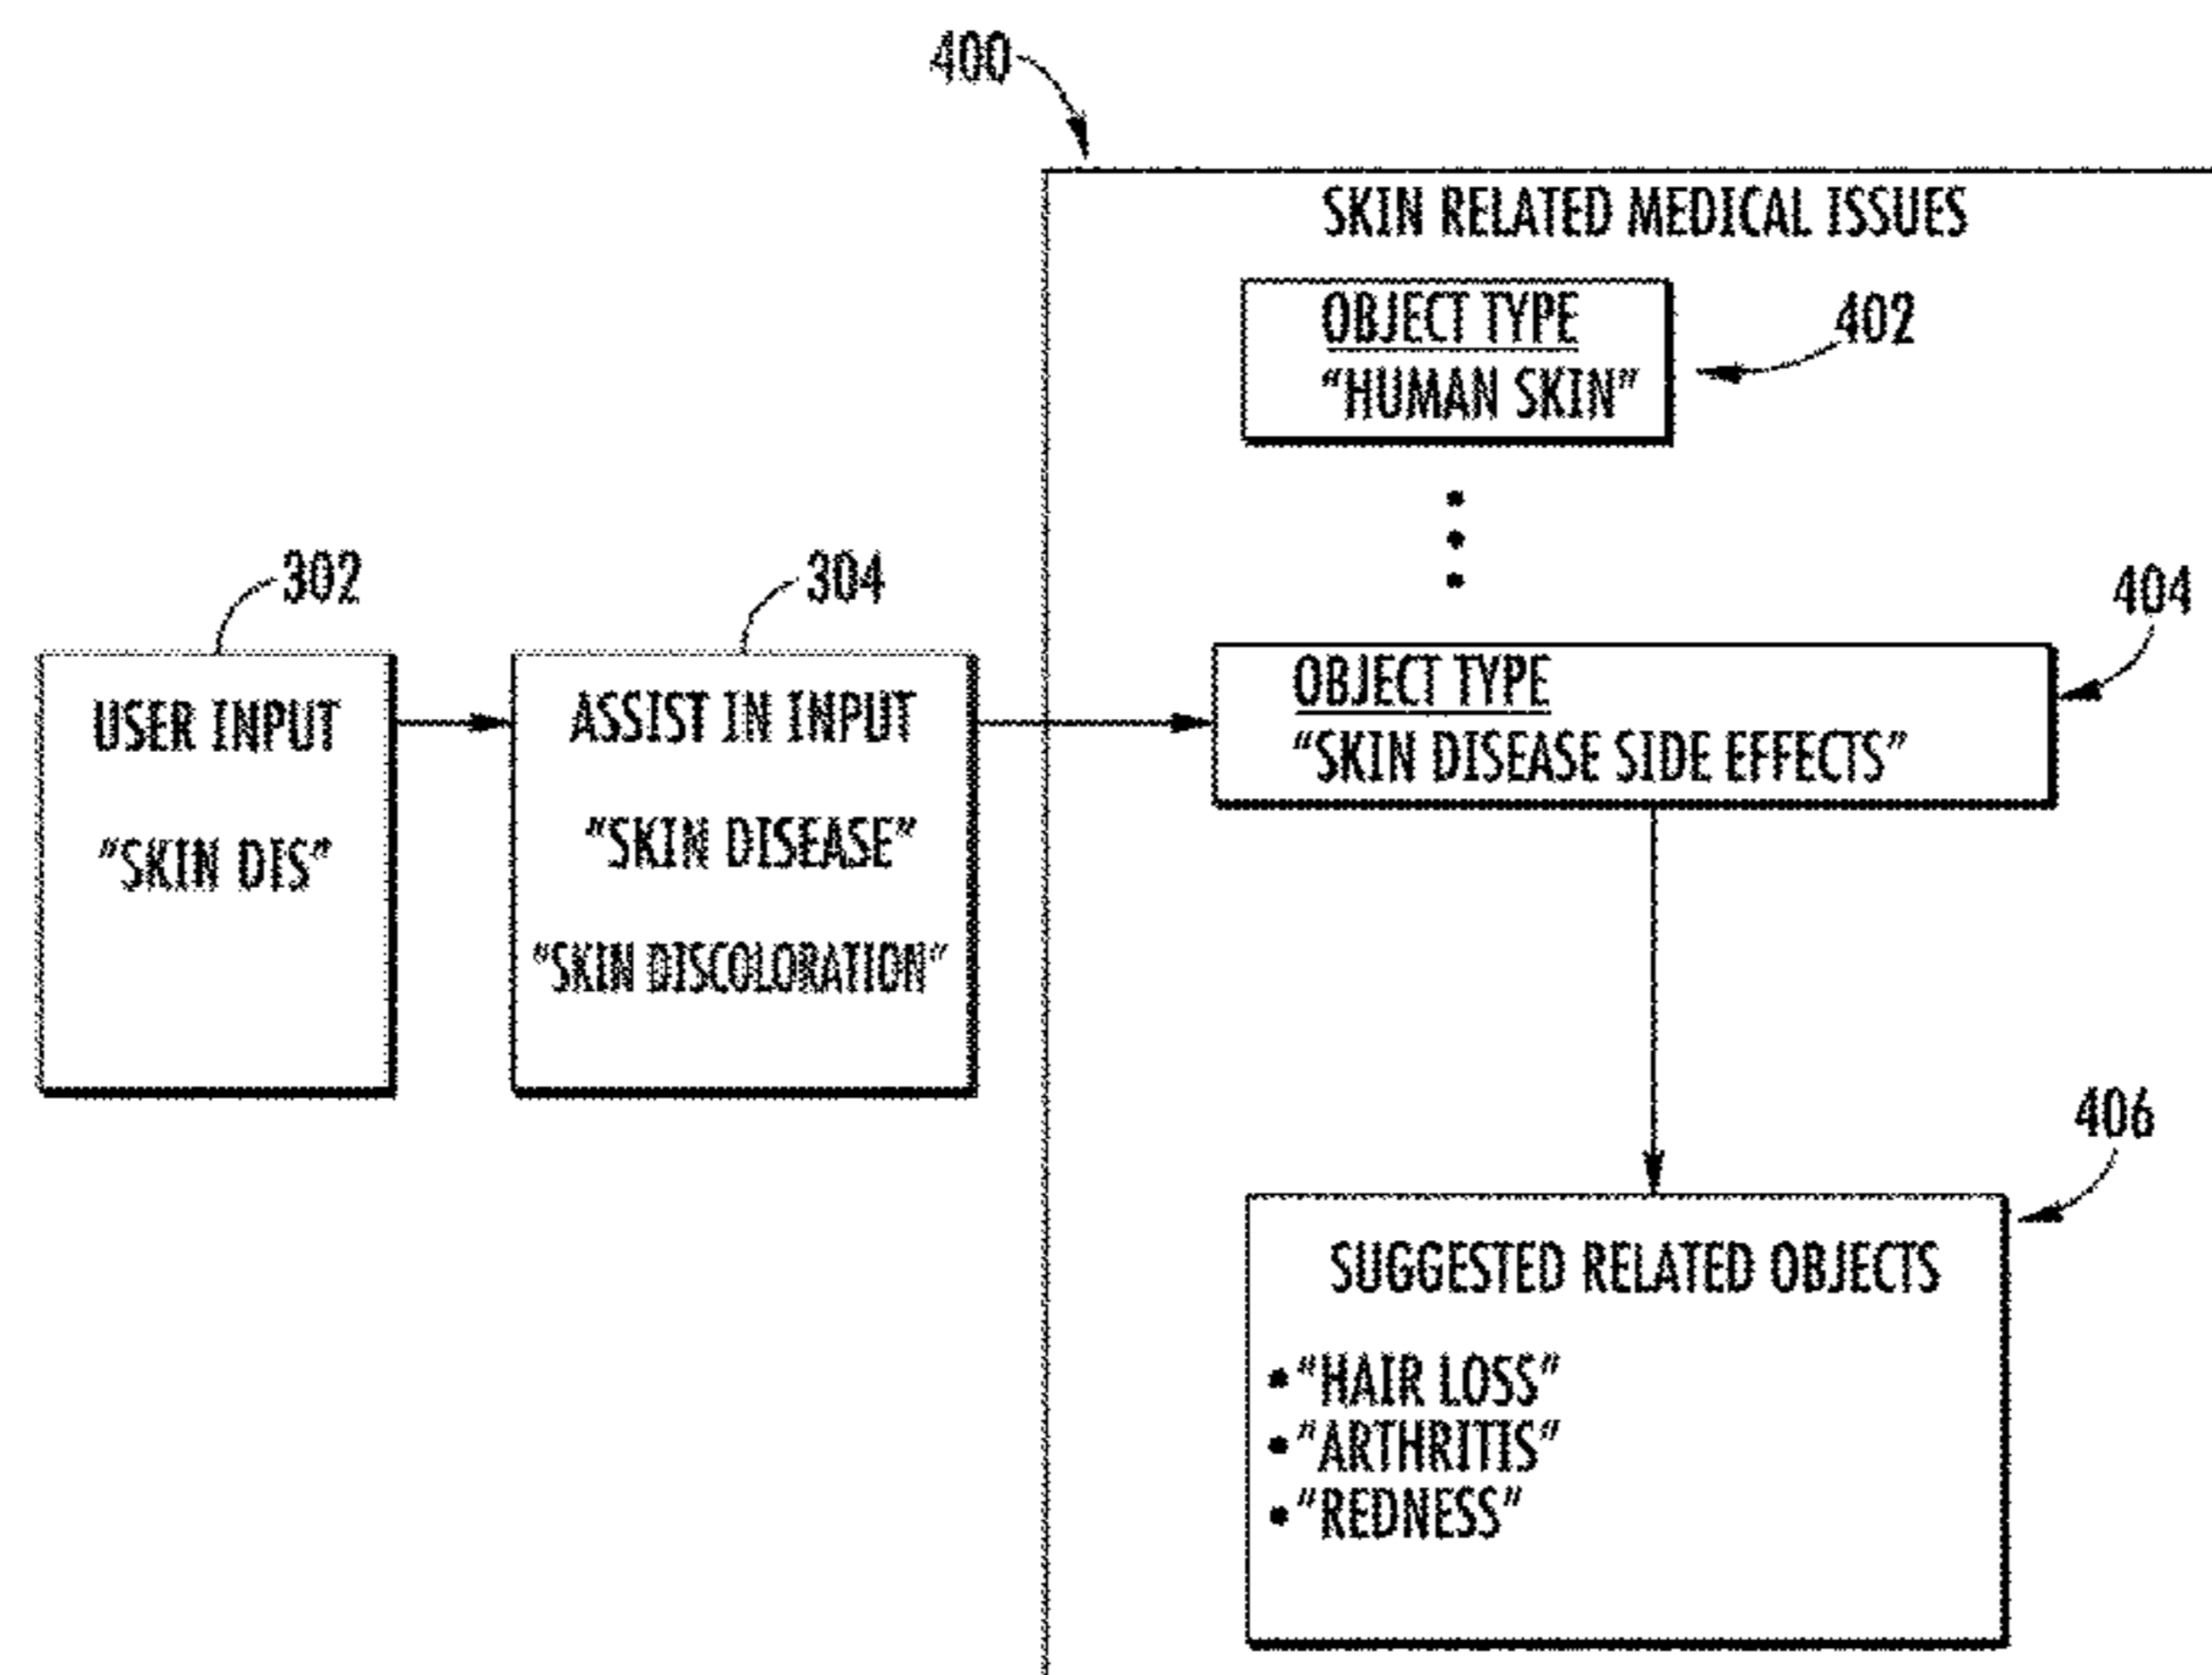 400
SKIN RELATED MEDICAL ISSUES
OBJECT TYPE
"HUMAN SKIN"
402
302
304
404
USER INPUT
"SKIN DIS"
ASSIST IN INPUT
"SKIN DISEASE"
"SKIN DISCOLORATION"
OBJECT TYPE
"SKIN DISEASE SIDE EFFECTS"
406
SUGGESTED RELATED OBJECTS
• "HAIR LOSS"
• "ARTHRITIS"
• "REDNESS"